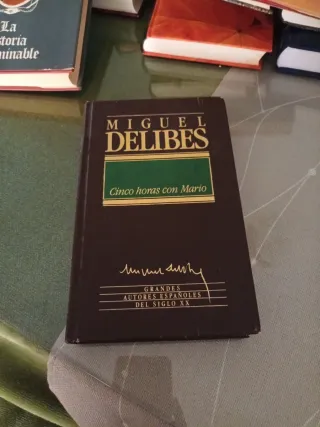 La
storia
minable
MIGUEL
DELIBES
Cinco horas con Mario
GRANDES
AUTORES ESPAÑOLES
DEL SIGLO XX